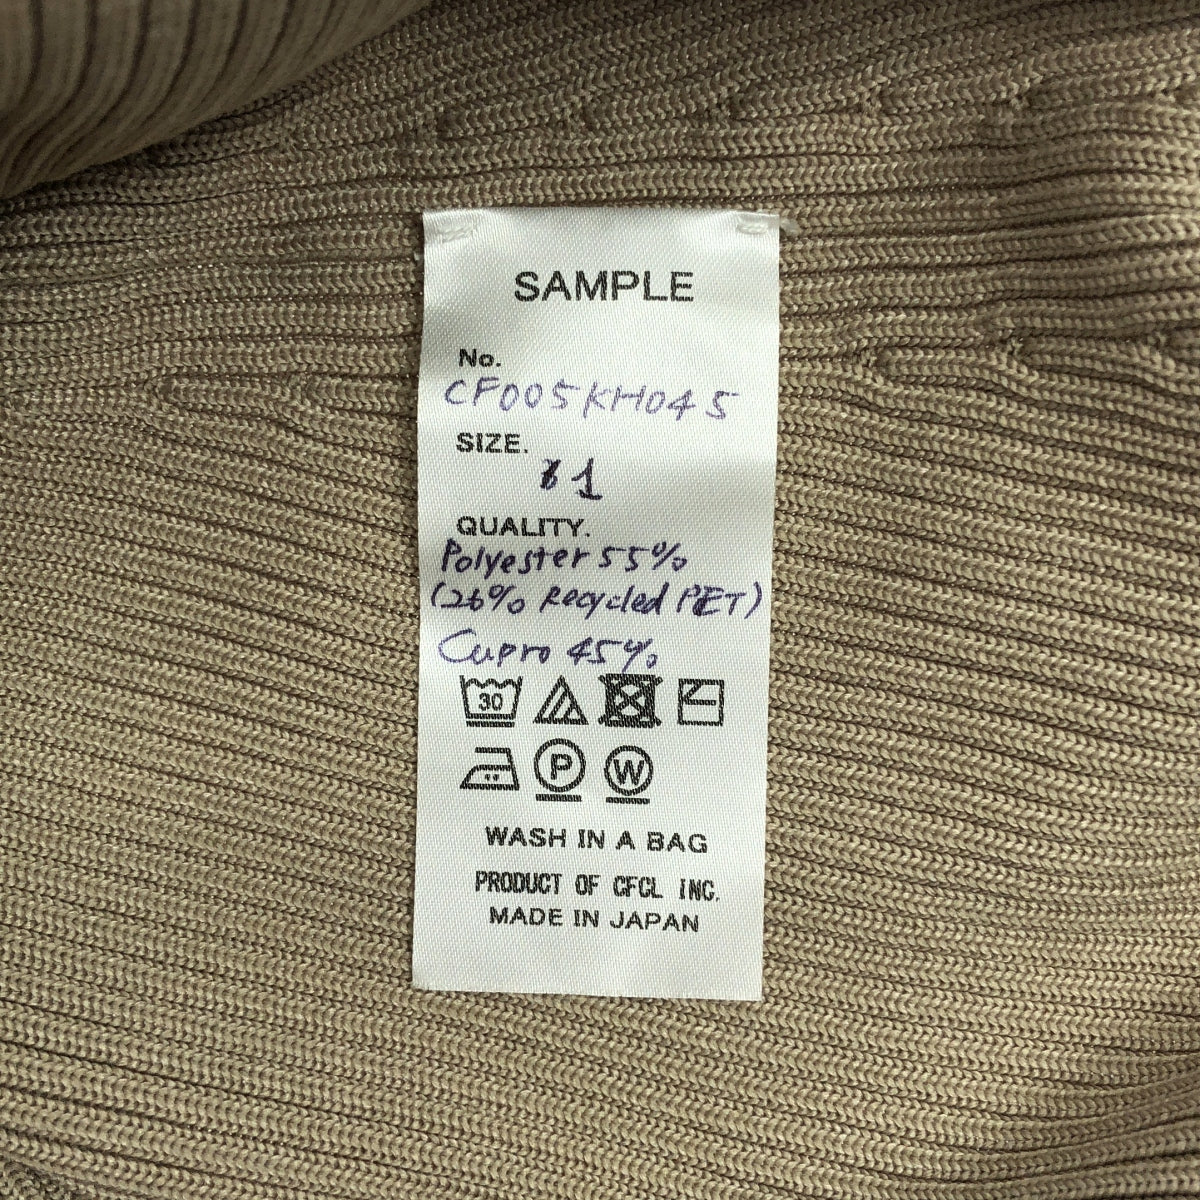 SAMPLE
No.
CF005KH045
SIZE.
1
QUALITY.
Polyester 55%
(26% Recycled PET)
Cupro 45%
30
P W
WASH IN A BAG
PRODUCT OF CFCL INC.
MADE IN JAPAN